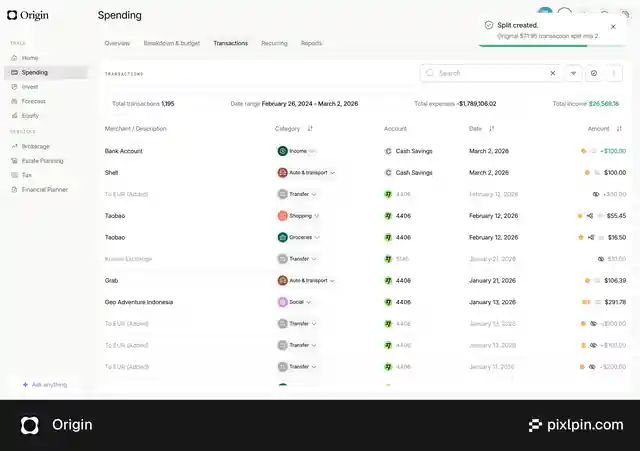 Origin
Spending
Split created.
Original $71.95 transaction split into 2.
Overview Breakdown & budget Transactions Recurring Reports
TRACK
Home
Spending
Invest
Forecast
Equity
SERVICES
Brokerage
Estate Planning
Tax
Financial Planner
Ask anything
TRANSACTIONS
Search
Total transactions 1,195 Date range February 26, 2024 - March 2, 2026 Total expenses -$1,789,106.02 Total income $26,568.16
Merchant / Description Category Account Date Amount
Bank Account Income Cash Savings March 2, 2026 +$100.00
Shell Auto & transport Cash Savings March 2, 2026 $100.00
To EUR (Added) Transfer 4406 February 12, 2026
Taobao Shopping 4406 February 12, 2026 $55.45
Taobao Groceries 4406 February 12, 2026 $16.50
Transfer January 21, 2026
Grab Auto & transport 4406 January 21, 2026 $106.39
Geo Adventure Indonesia Social 4406 January 13, 2026 $291.78
To EUR (Added) Transfer 4406 January 13, 2026 +$100.00
To EUR (Added) Transfer 4406 January 13, 2026 +$100.00
To EUR (Added) Transfer 4406 January 11, 2026 +$200.00
Origin
pixlpin.com